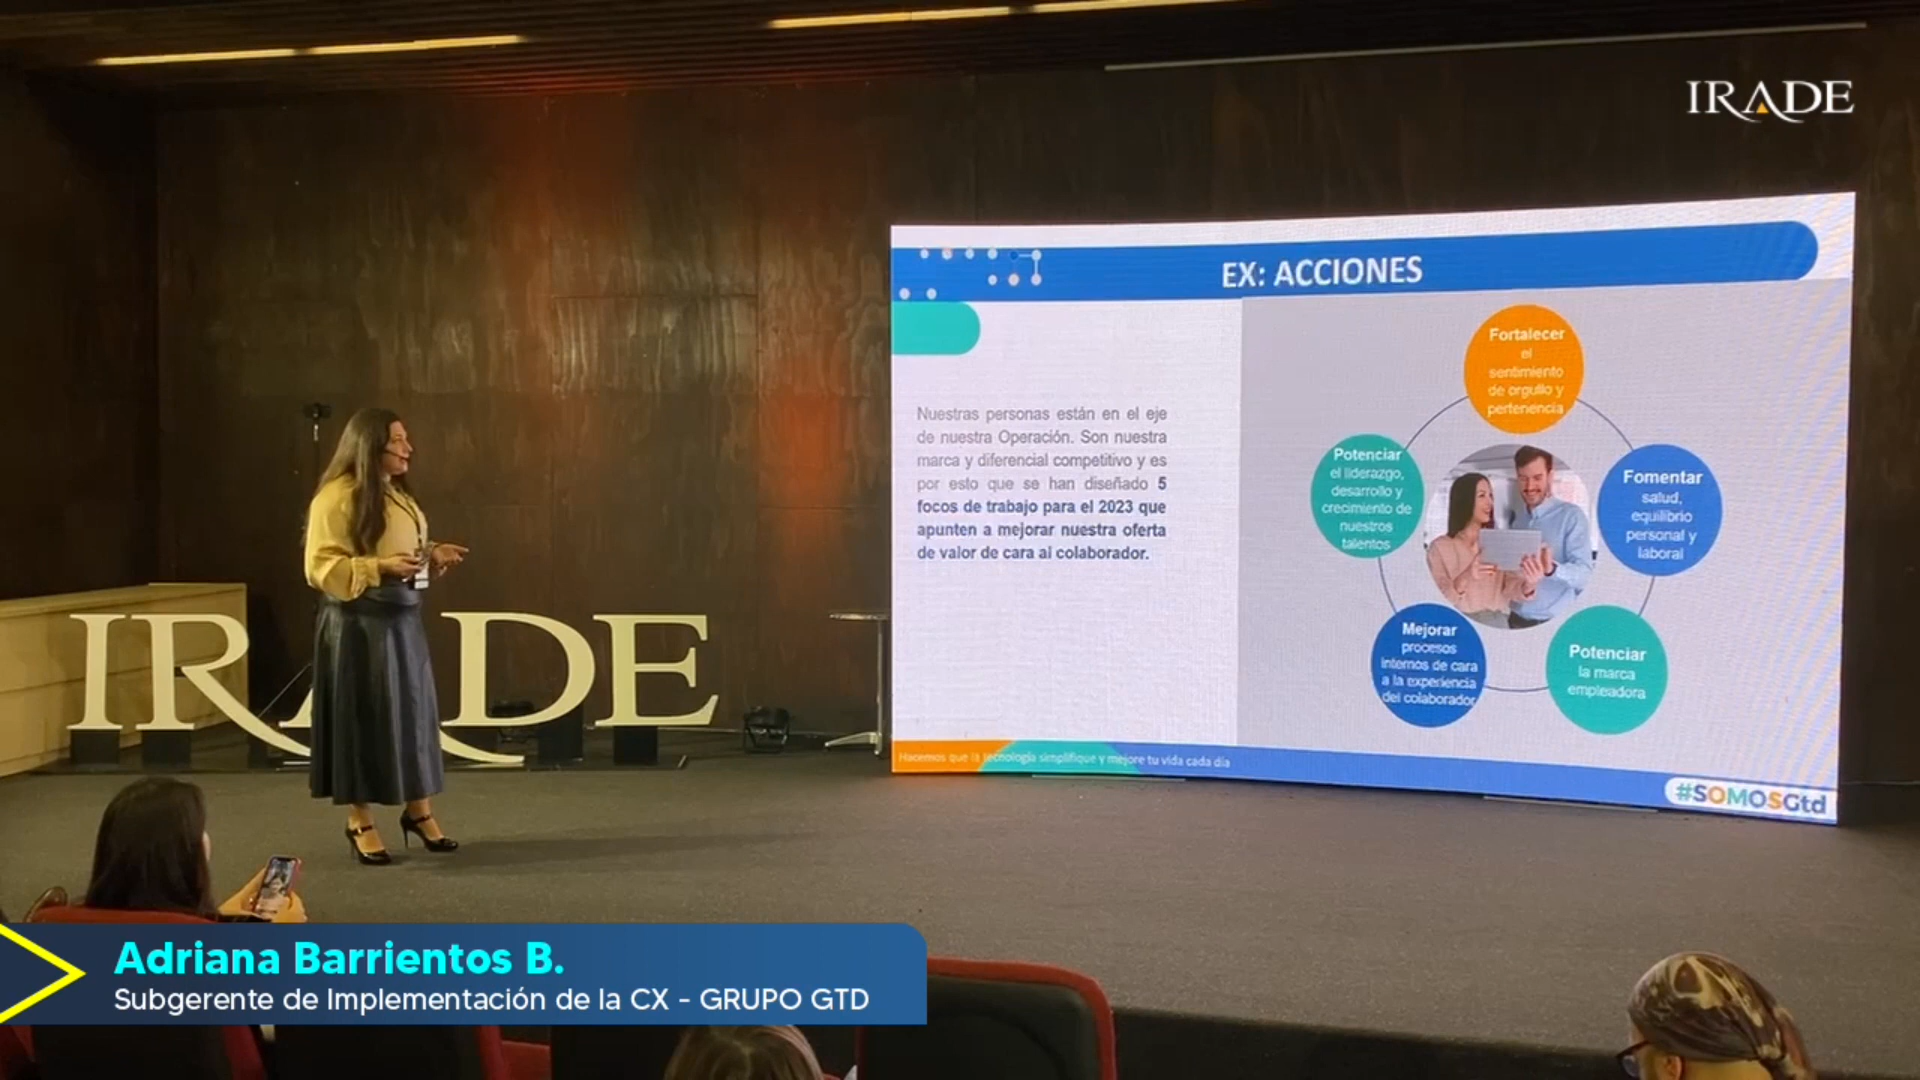 IRADE
EX: ACCIONES
Nuestras personas están en el eje
de nuestra Operación. Son nuestra
marca y diferencial competitivo y es
por esto que se han diseñado 5
focos de trabajo para el 2023 que
apunten a mejorar nuestra oferta
de valor de cara al colaborador.
Fortalecer
el
sentimiento
de orgullo y
pertenencia
Potenciar
el liderazgo,
desarrollo y
crecimiento de
nuestros
talentos
Fomentar
salud,
equilibrio
personal y
laboral
Mejorar
procesos
internos de cara
a la experiencia
del colaborador
Potenciar
la marca
empleadora
Hacemos que la tecnología simplifique y mejore tu vida cada día
#SOMOSGtd
IRADE
Adriana Barrientos B.
Subgerente de Implementación de la CX - GRUPO GTD